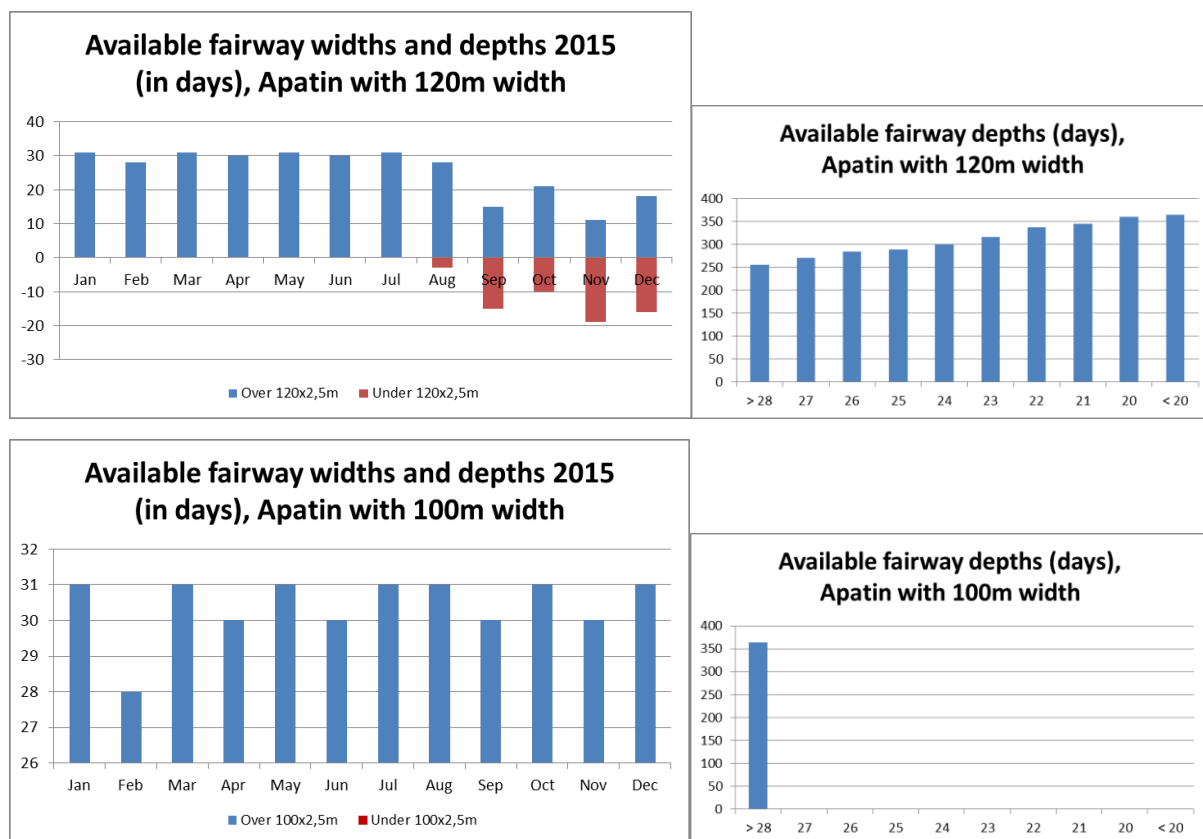 Available fairway widths and depths 2015
(in days), Apatin with 120m width
40
30
20
10
0
-10
-20
-30
Jan Feb Mar Apr May Jun Jul Aug Sep Oct Nov Dec
Over 120x2,5m Under 120x2,5m
Available fairway depths (days),
Apatin with 120m width
400
350
300
250
200
150
100
50
0
> 28 27 26 25 24 23 22 21 20 < 20
Available fairway widths and depths 2015
(in days), Apatin with 100m width
32
31
30
29
28
27
26
Jan Feb Mar Apr May Jun Jul Aug Sep Oct Nov Dec
Over 100x2,5m Under 100x2,5m
Available fairway depths (days),
Apatin with 100m width
400
350
300
250
200
150
100
50
0
> 28 27 26 25 24 23 22 21 20 < 20